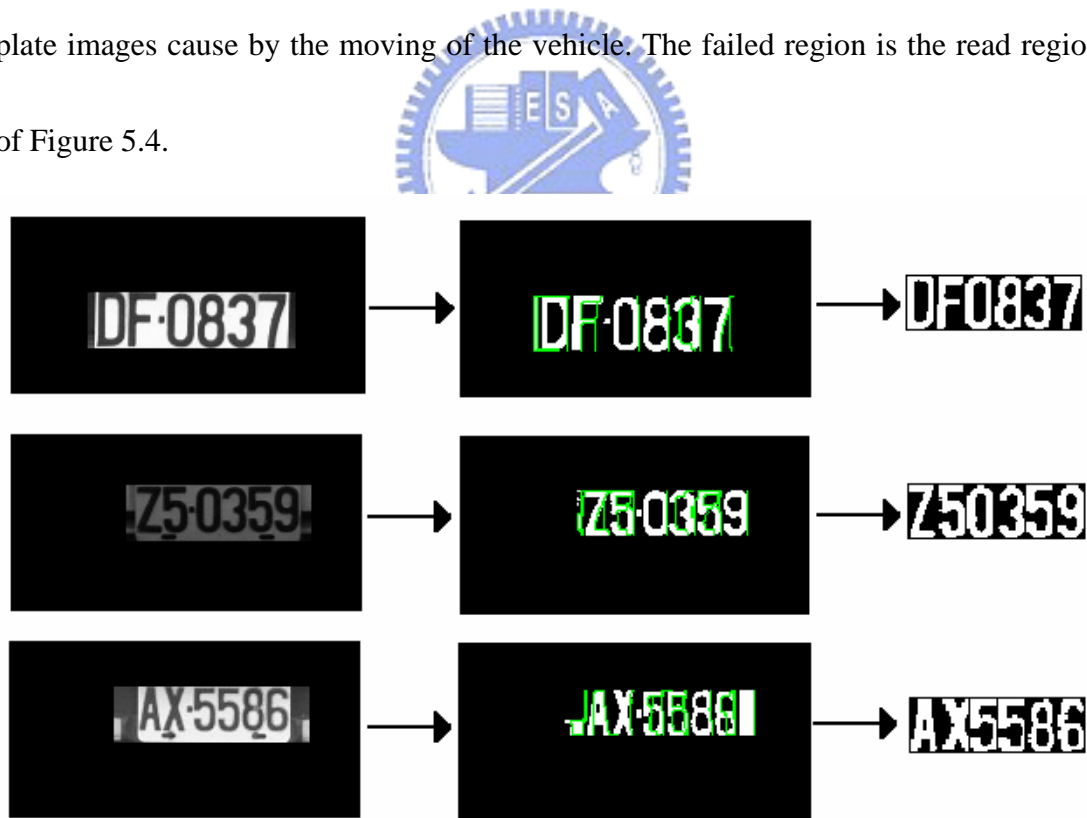 plate images cause by the moving of the vehicle. The failed region is the read regio
of Figure 5.4.
ESA
DF·0837 DF·0837 DF0837
Z5·0359 Z5·0359 Z50359
AX·5586 AX·5586 AX5586